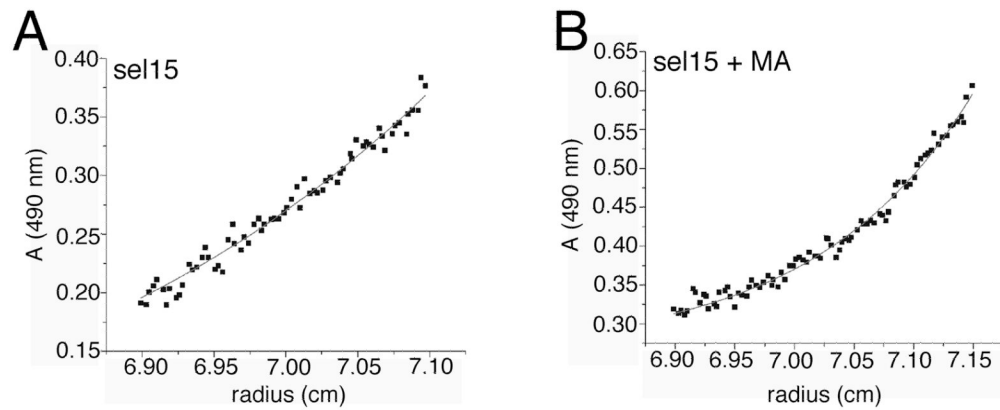 A
sel15
A (490 nm)
0.40
0.35
0.30
0.25
0.20
0.15
6.90 6.95 7.00 7.05 7.10
radius (cm)
B
sel15 + MA
A (490 nm)
0.65
0.60
0.55
0.50
0.45
0.40
0.35
0.30
6.90 6.95 7.00 7.05 7.10 7.15
radius (cm)